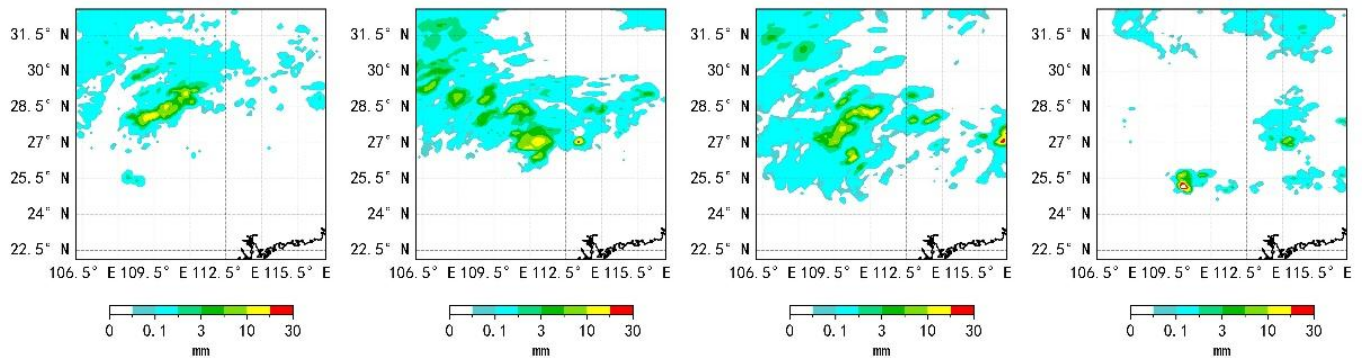 31.5° N 31.5° N 31.5° N 31.5° N
30° N 30° N 30° N 30° N
28.5° N 28.5° N 28.5° N 28.5° N
27° N 27° N 27° N 27° N
25.5° N 25.5° N 25.5° N 25.5° N
24° N 24° N 24° N 24° N
22.5° N 22.5° N 22.5° N 22.5° N
106.5° E 109.5° E 112.5° E 115.5° E 106.5° E 109.5° E 112.5° E 115.5° E 106.5° E 109.5° E 112.5° E 115.5° E 106.5° E 109.5° E 112.5° E 115.5° E
0 0.1 3 10 30 0 0.1 3 10 30 0 0.1 3 10 30 0 0.1 3 10 30
mm mm mm mm